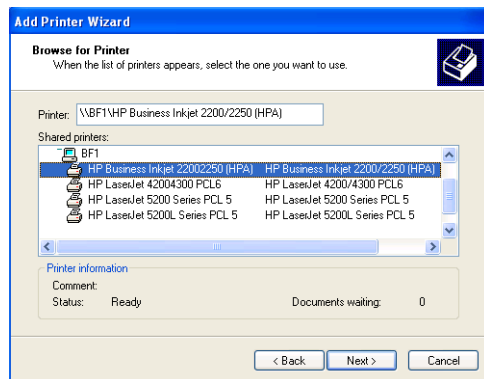 Add Printer Wizard
Browse for Printer
When the list of printers appears, select the one you want to use.
Printer: \\BF1\HP Business Inkjet 2200/2250 (HPA)
Shared printers:
BF1
HP Business Inkjet 22002250 (HPA) HP Business Inkjet 2200/2250 (HPA)
HP LaserJet 42004300 PCL6 HP LaserJet 4200/4300 PCL6
HP LaserJet 5200 Series PCL 5 HP LaserJet 5200 Series PCL 5
HP LaserJet 5200L Series PCL 5 HP LaserJet 5200L Series PCL 5
Printer information
Comment:
Status: Ready Documents waiting: 0
< Back Next > Cancel